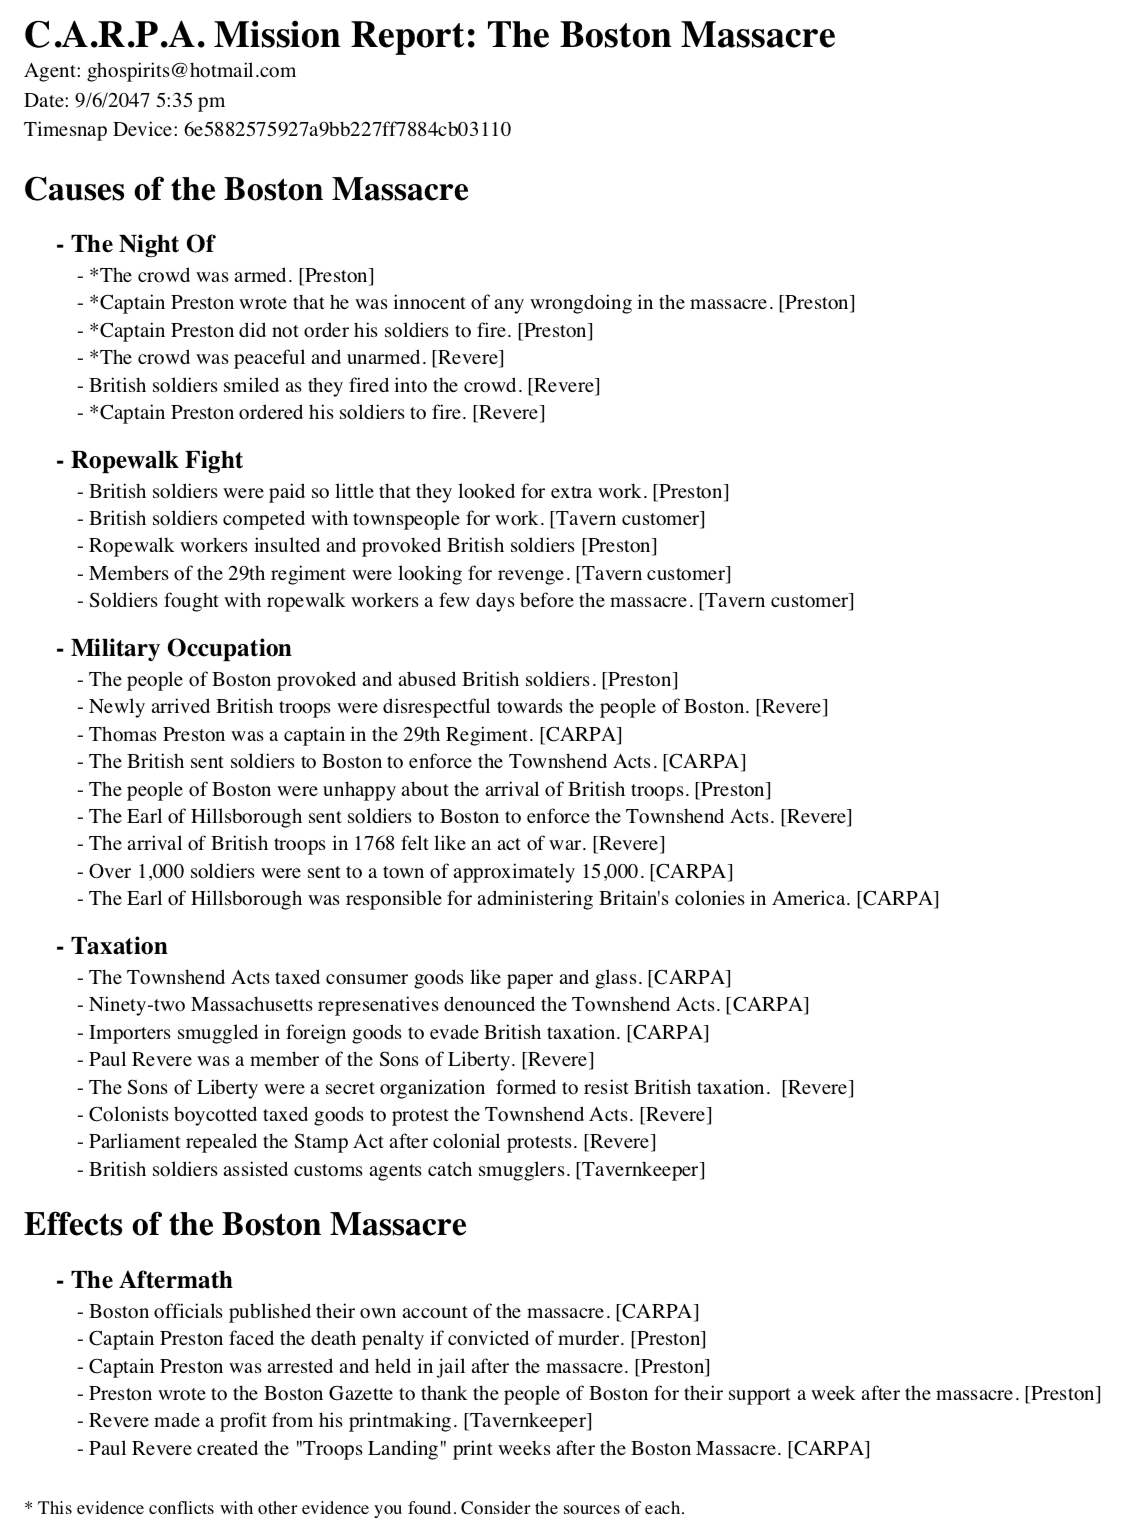 C.A.R.P.A. Mission Report: The Boston Massacre
Agent: ghospirits@hotmail.com
Date: 9/6/2047 5:35 pm
Timesnap Device: 6e5882575927a9bb227ff7884cb03110
Causes of the Boston Massacre
- The Night Of
- *The crowd was armed. [Preston]
- *Captain Preston wrote that he was innocent of any wrongdoing in the massacre. [Preston]
- *Captain Preston did not order his soldiers to fire. [Preston]
- *The crowd was peaceful and unarmed. [Revere]
- British soldiers smiled as they fired into the crowd. [Revere]
- *Captain Preston ordered his soldiers to fire. [Revere]
- Ropewalk Fight
- British soldiers were paid so little that they looked for extra work. [Preston]
- British soldiers competed with townspeople for work. [Tavern customer]
- Ropewalk workers insulted and provoked British soldiers [Preston]
- Members of the 29th regiment were looking for revenge. [Tavern customer]
- Soldiers fought with ropewalk workers a few days before the massacre. [Tavern customer]
- Military Occupation
- The people of Boston provoked and abused British soldiers. [Preston]
- Newly arrived British troops were disrespectful towards the people of Boston. [Revere]
- Thomas Preston was a captain in the 29th Regiment. [CARPA]
- The British sent soldiers to Boston to enforce the Townshend Acts. [CARPA]
- The people of Boston were unhappy about the arrival of British troops. [Preston]
- The Earl of Hillsborough sent soldiers to Boston to enforce the Townshend Acts. [Revere]
- The arrival of British troops in 1768 felt like an act of war. [Revere]
- Over 1,000 soldiers were sent to a town of approximately 15,000. [CARPA]
- The Earl of Hillsborough was responsible for administering Britain's colonies in America. [CARPA]
- Taxation
- The Townshend Acts taxed consumer goods like paper and glass. [CARPA]
- Ninety-two Massachusetts represenatives denounced the Townshend Acts. [CARPA]
- Importers smuggled in foreign goods to evade British taxation. [CARPA]
- Paul Revere was a member of the Sons of Liberty. [Revere]
- The Sons of Liberty were a secret organization  formed to resist British taxation.  [Revere]
- Colonists boycotted taxed goods to protest the Townshend Acts. [Revere]
- Parliament repealed the Stamp Act after colonial protests. [Revere]
- British soldiers assisted customs agents catch smugglers. [Tavernkeeper]
Effects of the Boston Massacre
- The Aftermath
- Boston officials published their own account of the massacre. [CARPA]
- Captain Preston faced the death penalty if convicted of murder. [Preston]
- Captain Preston was arrested and held in jail after the massacre. [Preston]
- Preston wrote to the Boston Gazette to thank the people of Boston for their support a week after the massacre. [Preston]
- Revere made a profit from his printmaking. [Tavernkeeper]
- Paul Revere created the "Troops Landing" print weeks after the Boston Massacre. [CARPA]
* This evidence conflicts with other evidence you found. Consider the sources of each.